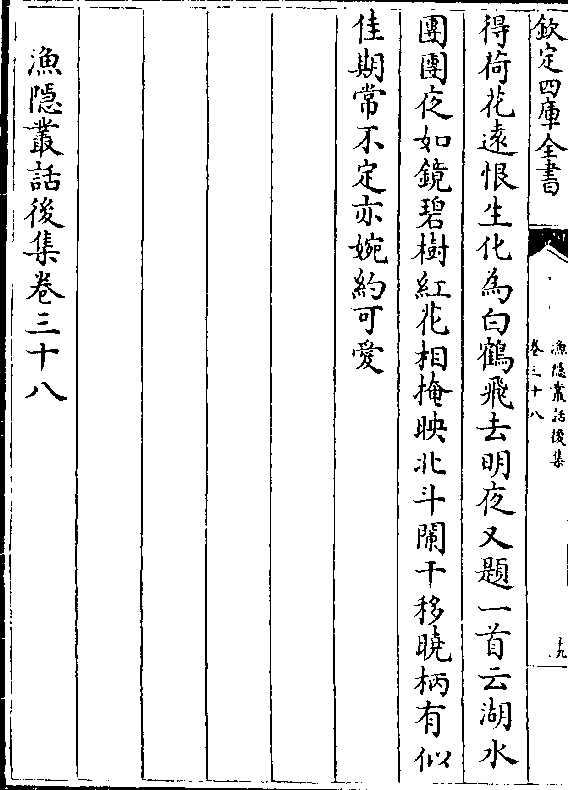 欽定四庫全書
漁隱叢話後集
卷三十八
十九
得荷花遠恨生化為白鶴飛去明夜又題一首云湖水
團團夜如鏡碧樹紅花相掩映北斗闌干移曉柄有似
佳期常不定亦婉約可愛
漁隱叢話後集卷三十八